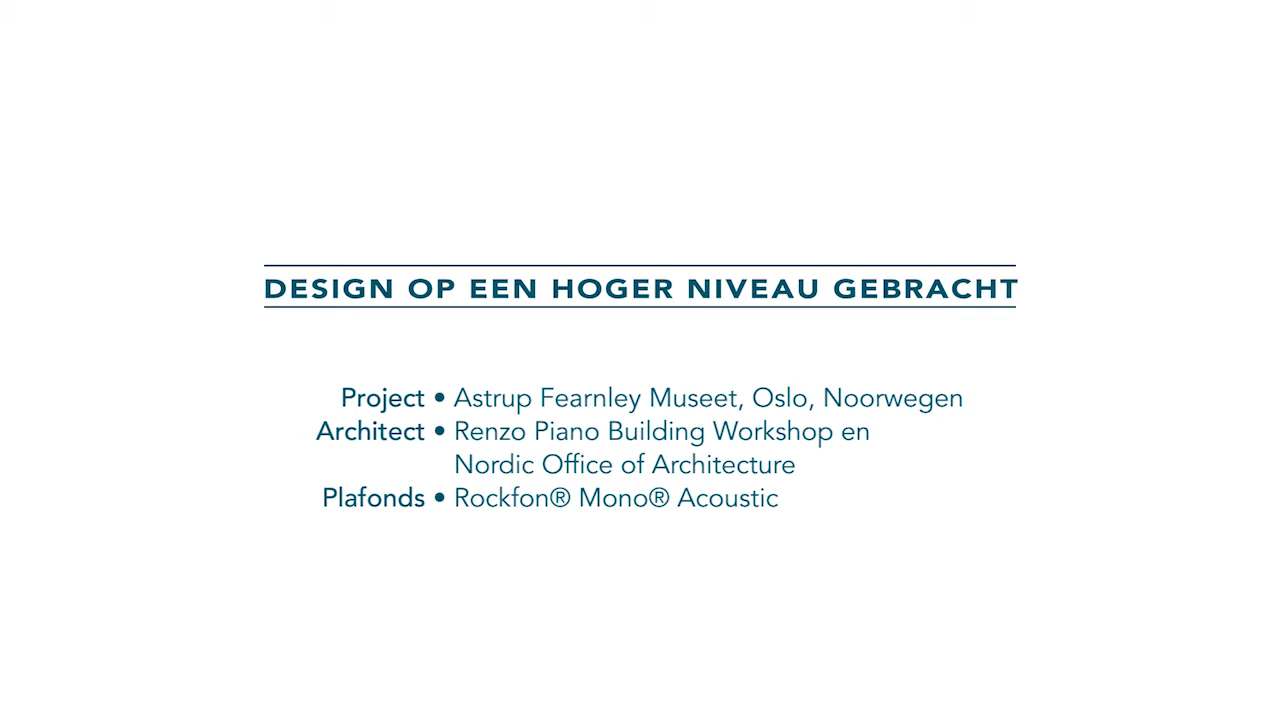 DESIGN OP EEN HOGER NIVEAU GEBRACHT
Project • Astrup Fearnley Museet, Oslo, Noorwegen
Architect • Renzo Piano Building Workshop en
Nordic Office of Architecture
Plafonds • Rockfon® Mono® Acoustic